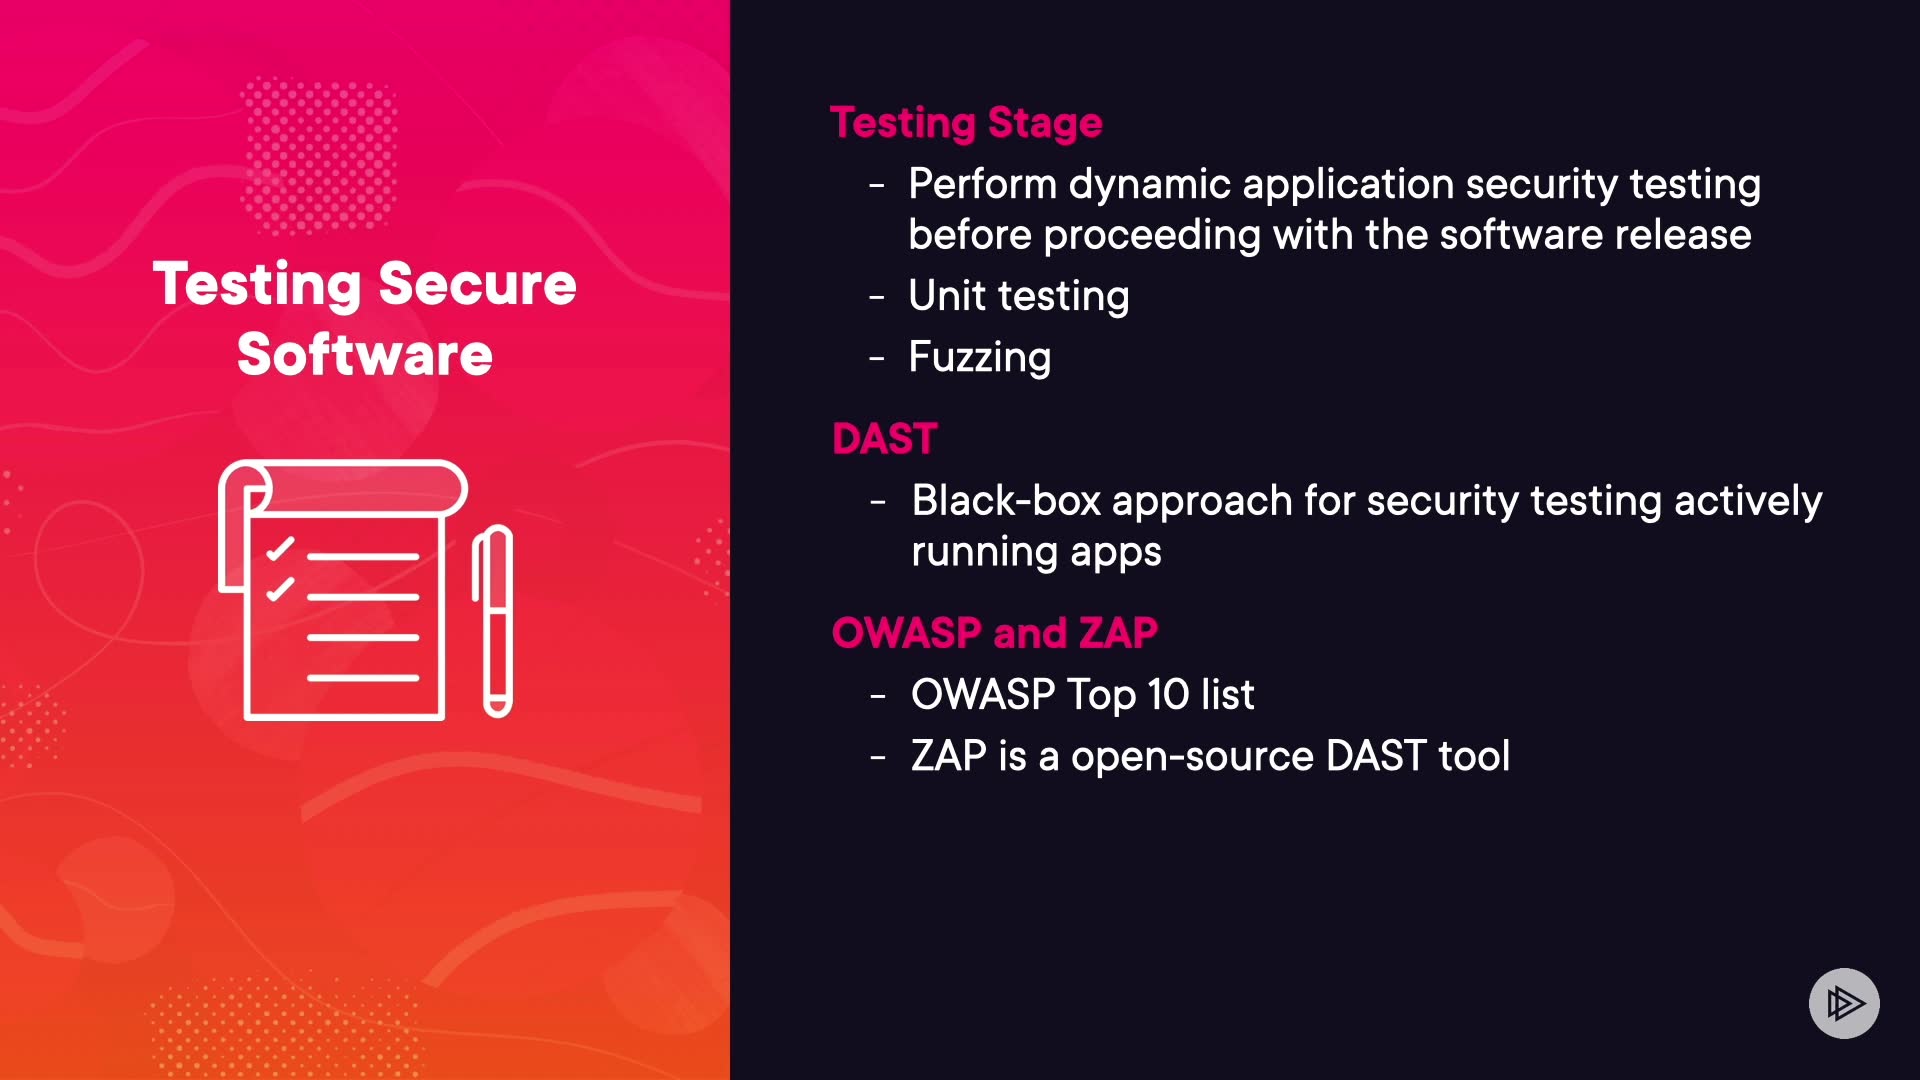 Testing Secure
Software
Testing Stage
- Perform dynamic application security testing
before proceeding with the software release
- Unit testing
- Fuzzing
DAST
- Black-box approach for security testing actively
running apps
OWASP and ZAP
- OWASP Top 10 list
- ZAP is a open-source DAST tool